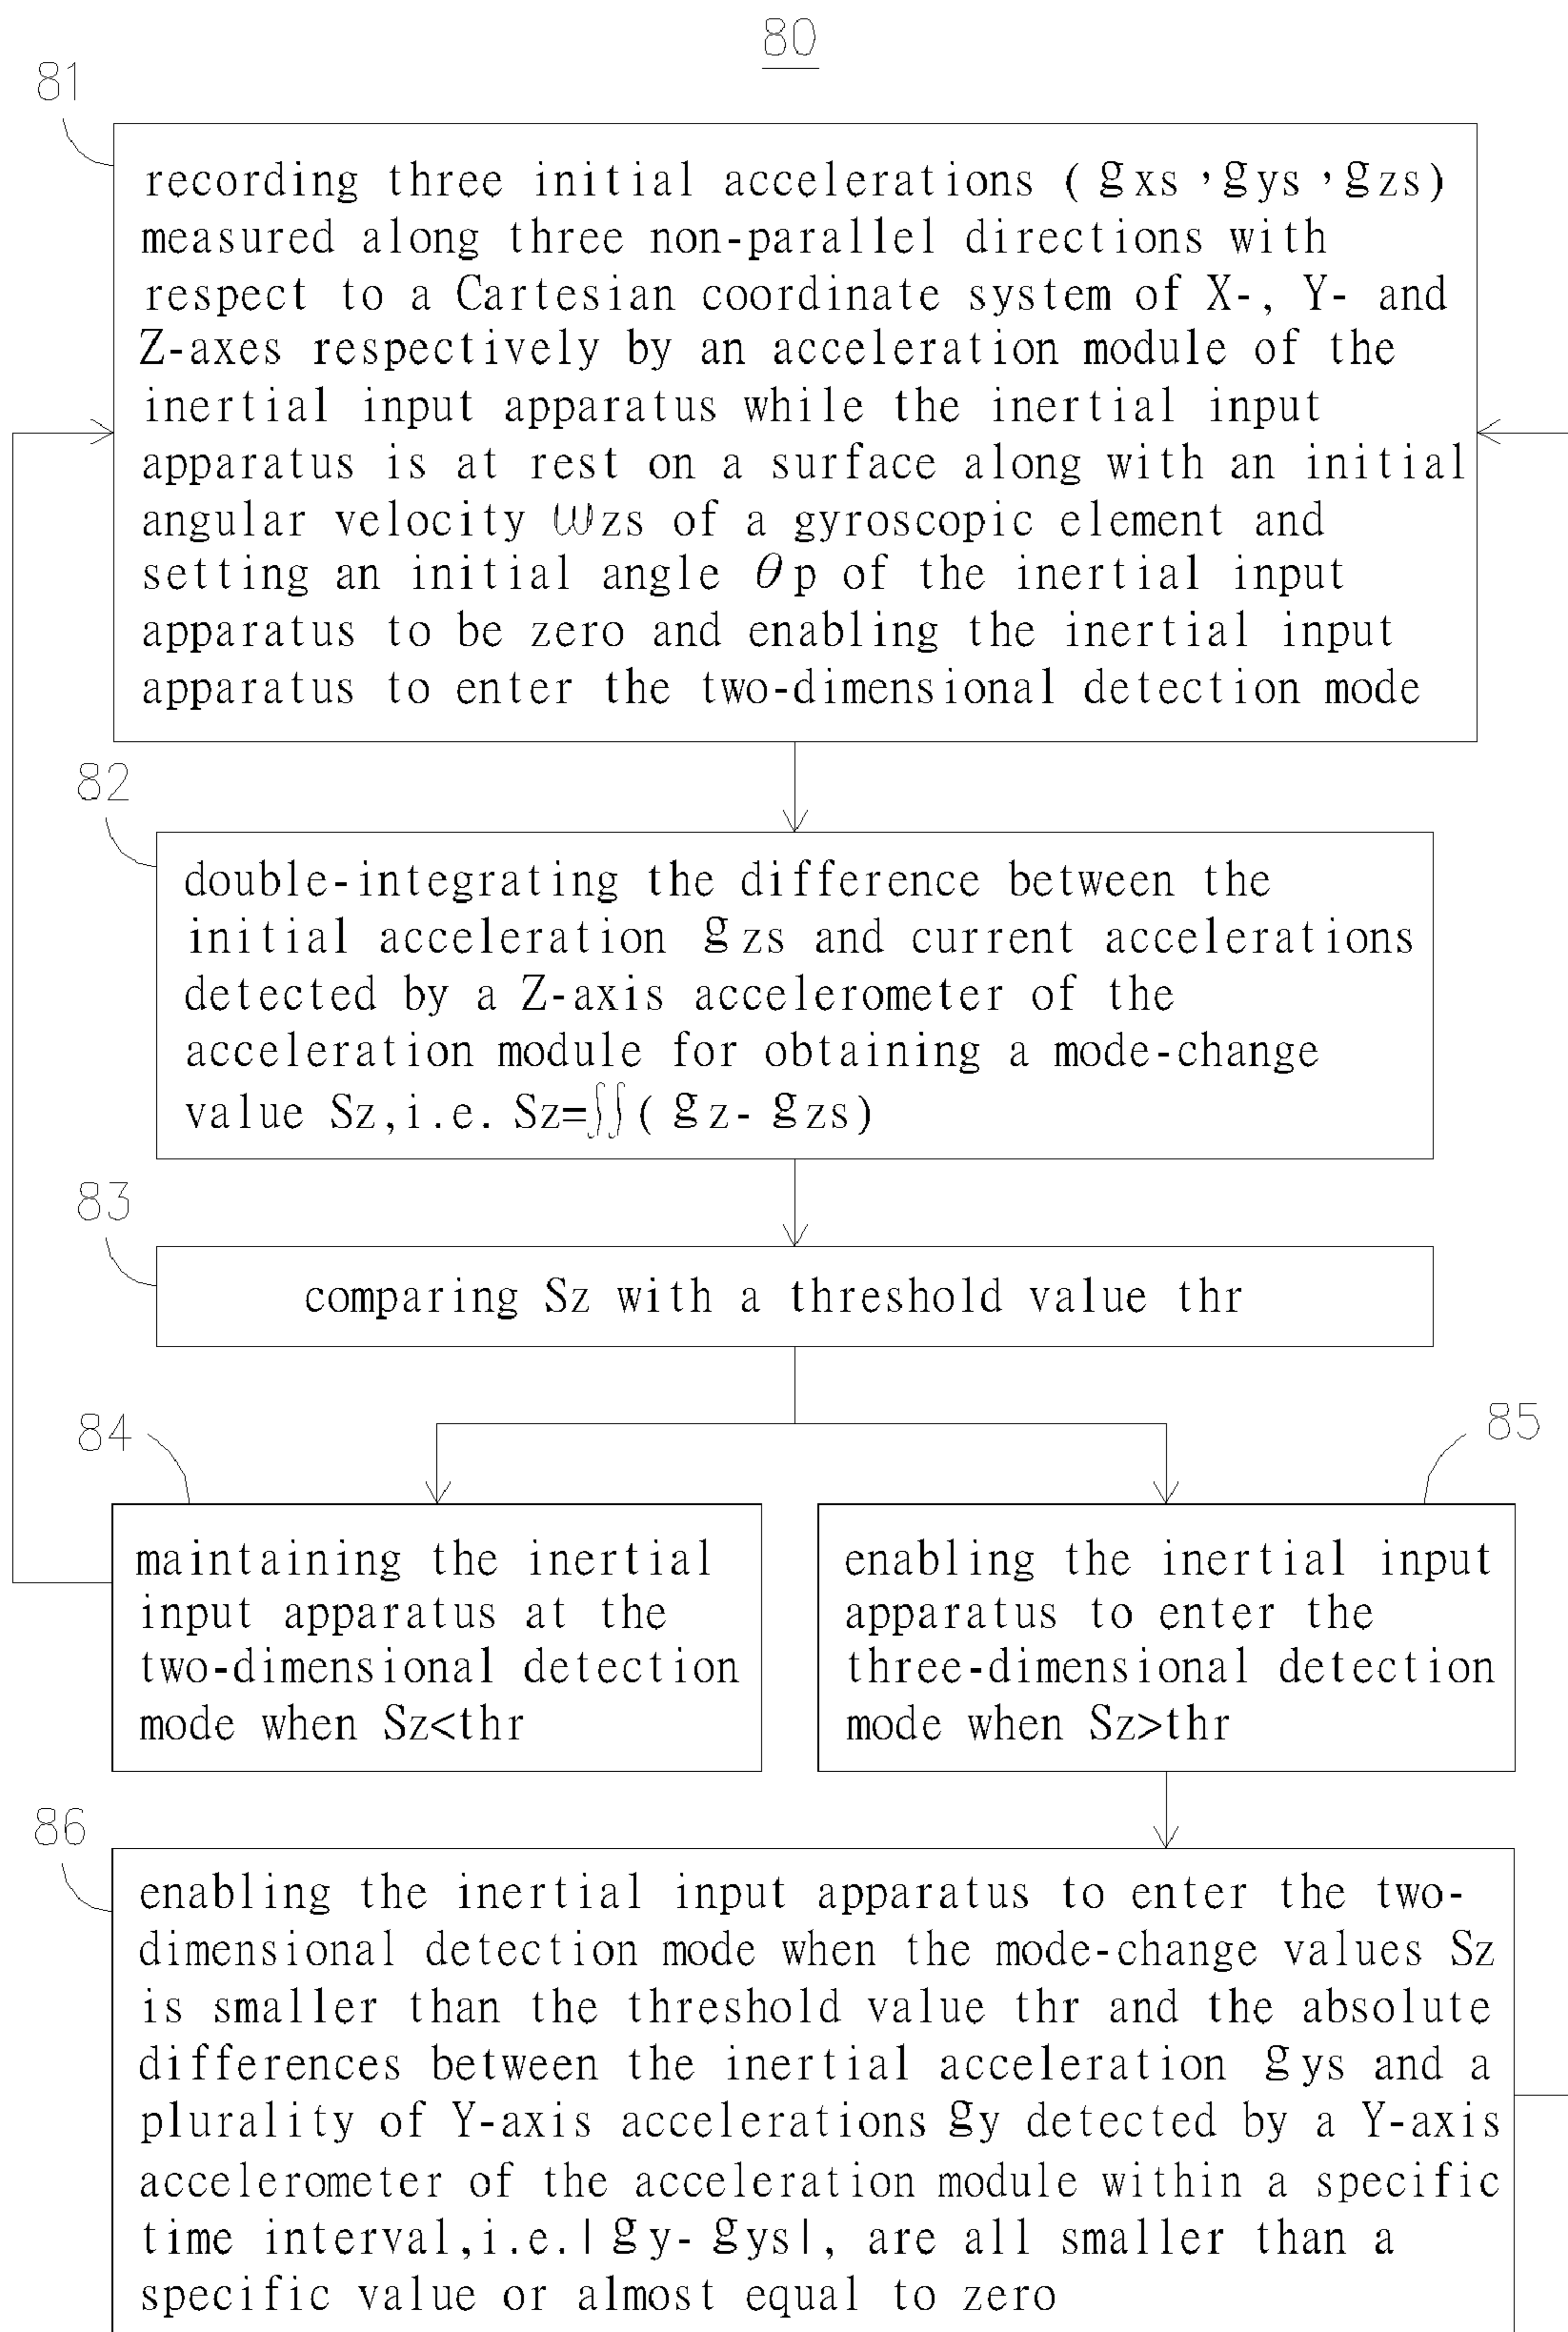 80
81
recording three initial accelerations (gxs,gys,gzs)
measured along three non-parallel directions with
respect to a Cartesian coordinate system of X-, Y- and
Z-axes respectively by an acceleration module of the
inertial input apparatus while the inertial input
apparatus is at rest on a surface along with an initial
angular velocity ωzs of a gyroscopic element and
setting an initial angle θp of the inertial input
apparatus to be zero and enabling the inertial input
apparatus to enter the two-dimensional detection mode
82
double-integrating the difference between the
initial acceleration gzs and current accelerations
detected by a Z-axis accelerometer of the
acceleration module for obtaining a mode-change
value Sz,i.e. Sz=∫∫(gz-gzs)
83
comparing Sz with a threshold value thr
84
maintaining the inertial
input apparatus at the
two-dimensional detection
mode when Sz<thr
85
enabling the inertial input
apparatus to enter the
three-dimensional detection
mode when Sz>thr
86
enabling the inertial input apparatus to enter the two-
dimensional detection mode when the mode-change values Sz
is smaller than the threshold value thr and the absolute
differences between the inertial acceleration gys and a
plurality of Y-axis accelerations gy detected by a Y-axis
accelerometer of the acceleration module within a specific
time interval,i.e.|gy-gys|, are all smaller than a
specific value or almost equal to zero